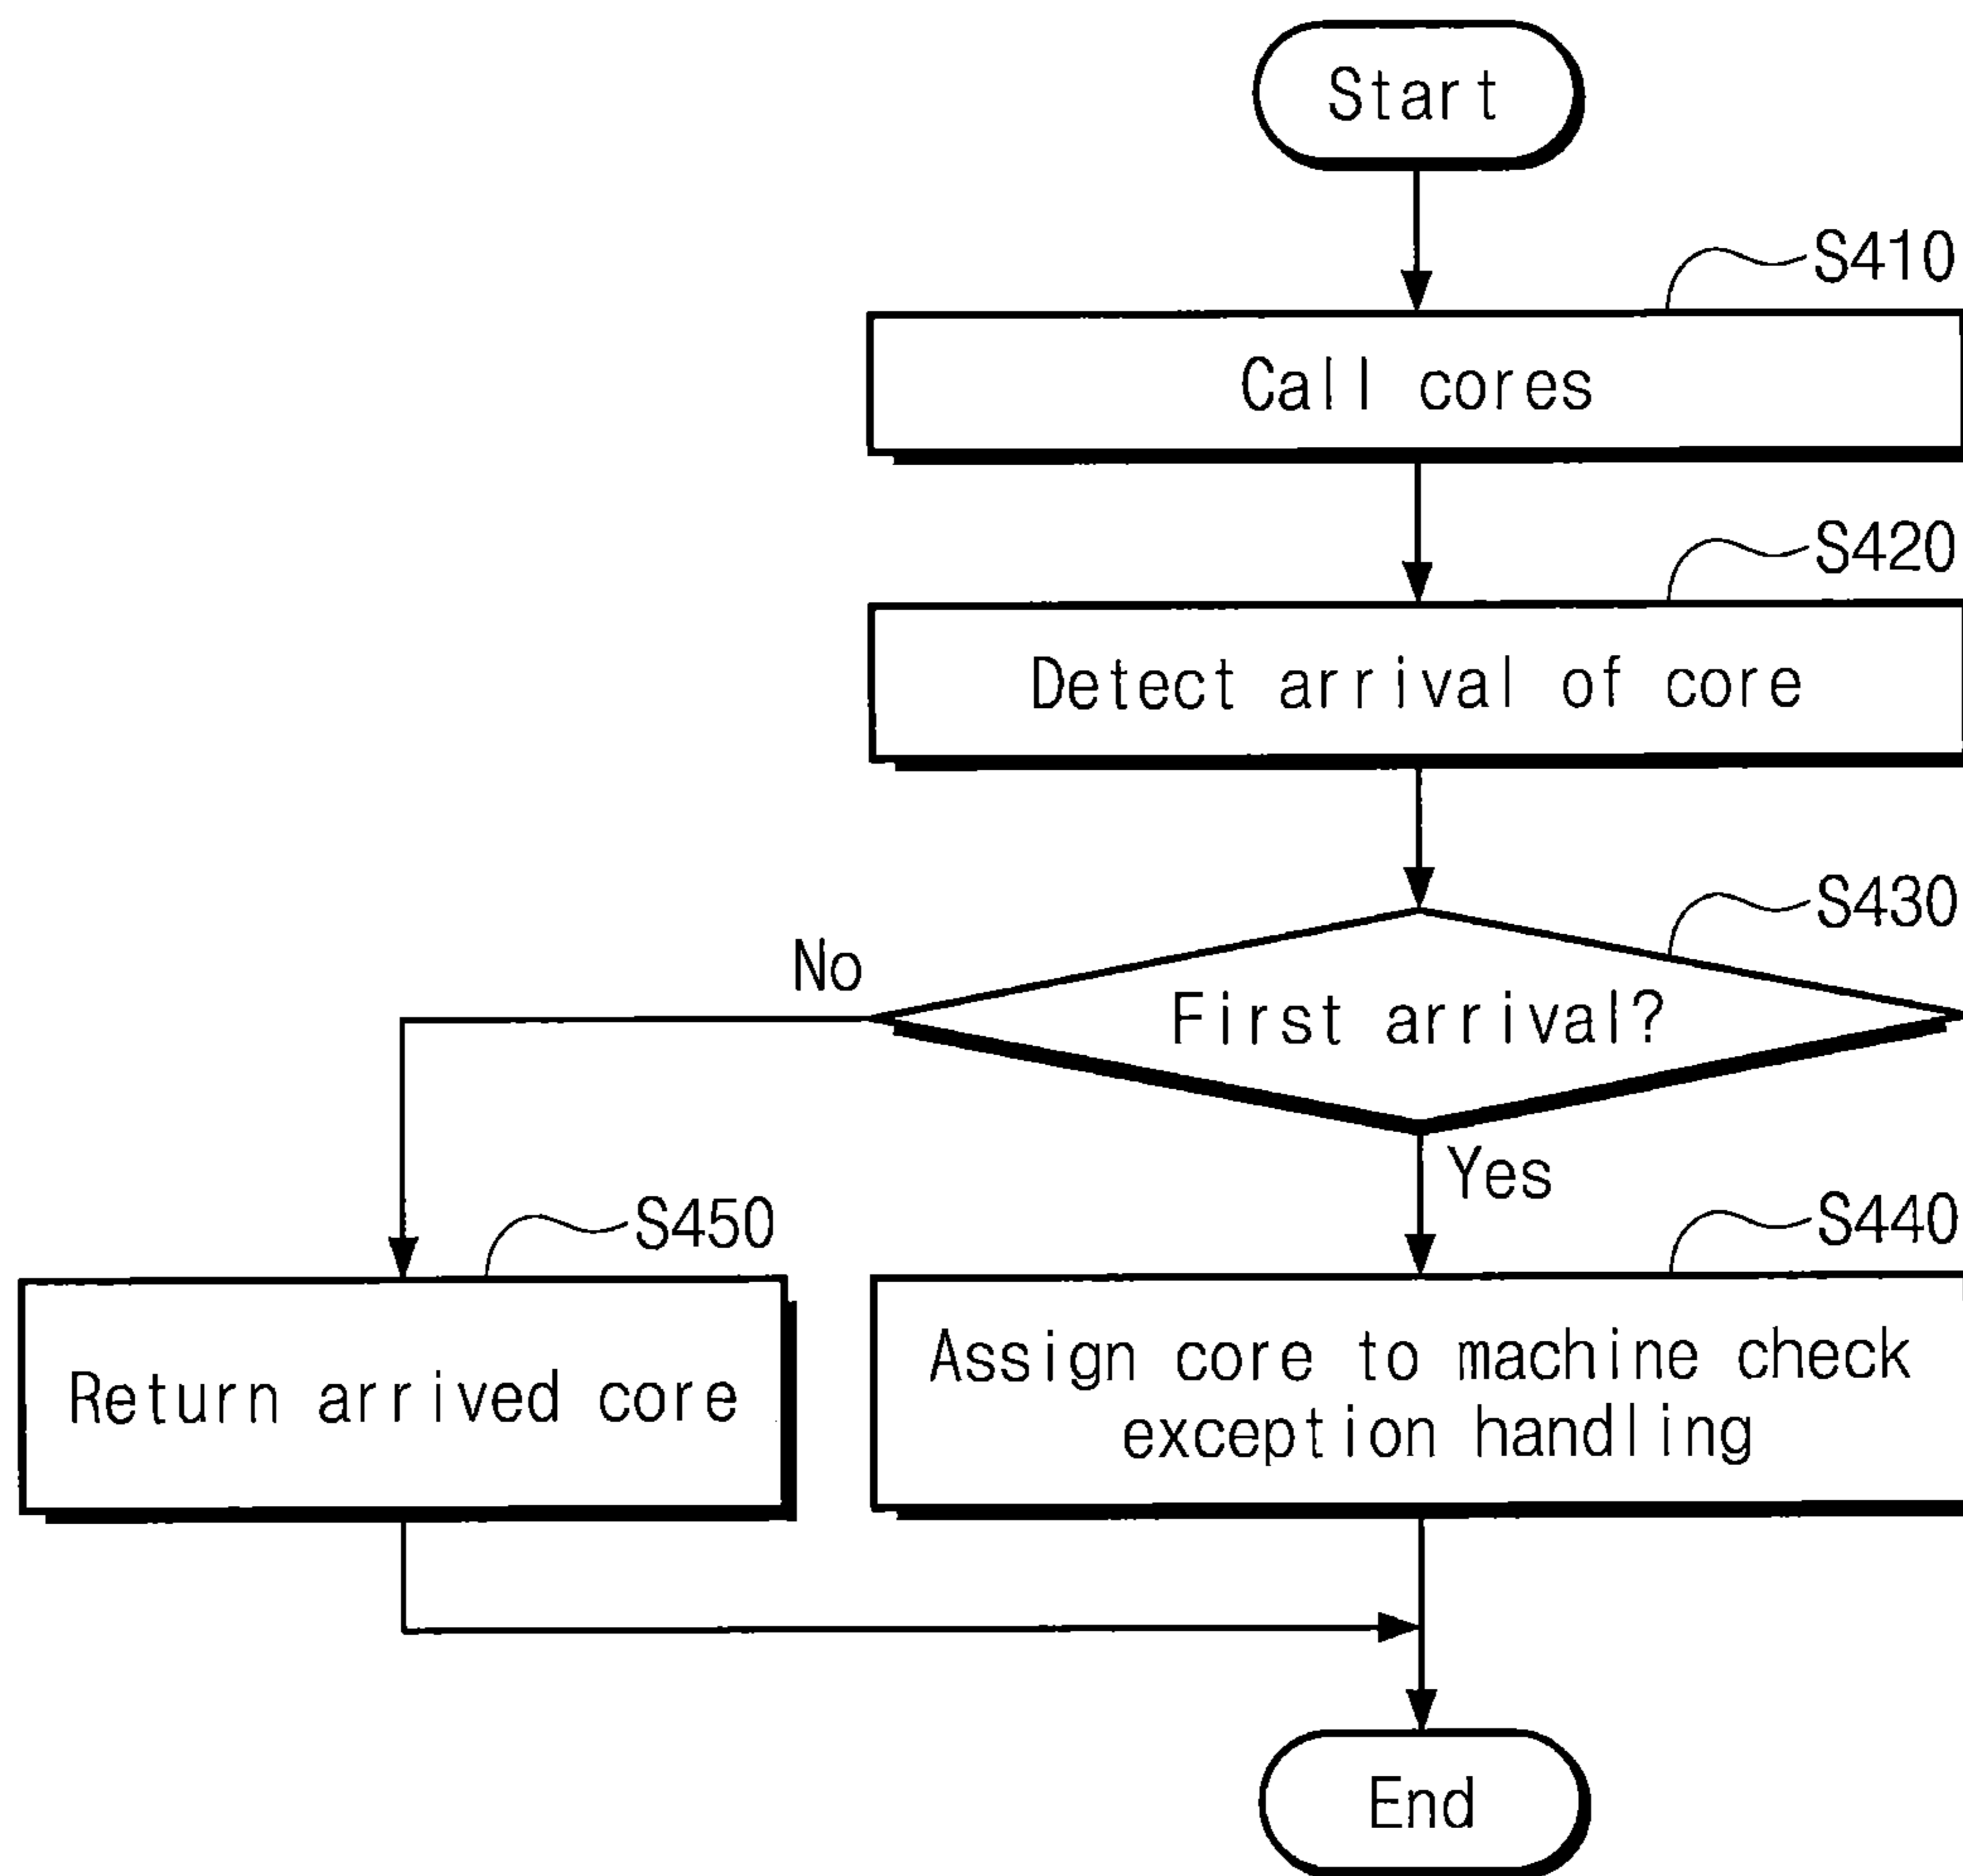 Start
S410
Call cores
S420
Detect arrival of core
S430
No
First arrival?
Yes
S450
S440
Return arrived core
Assign core to machine check
exception handling
End